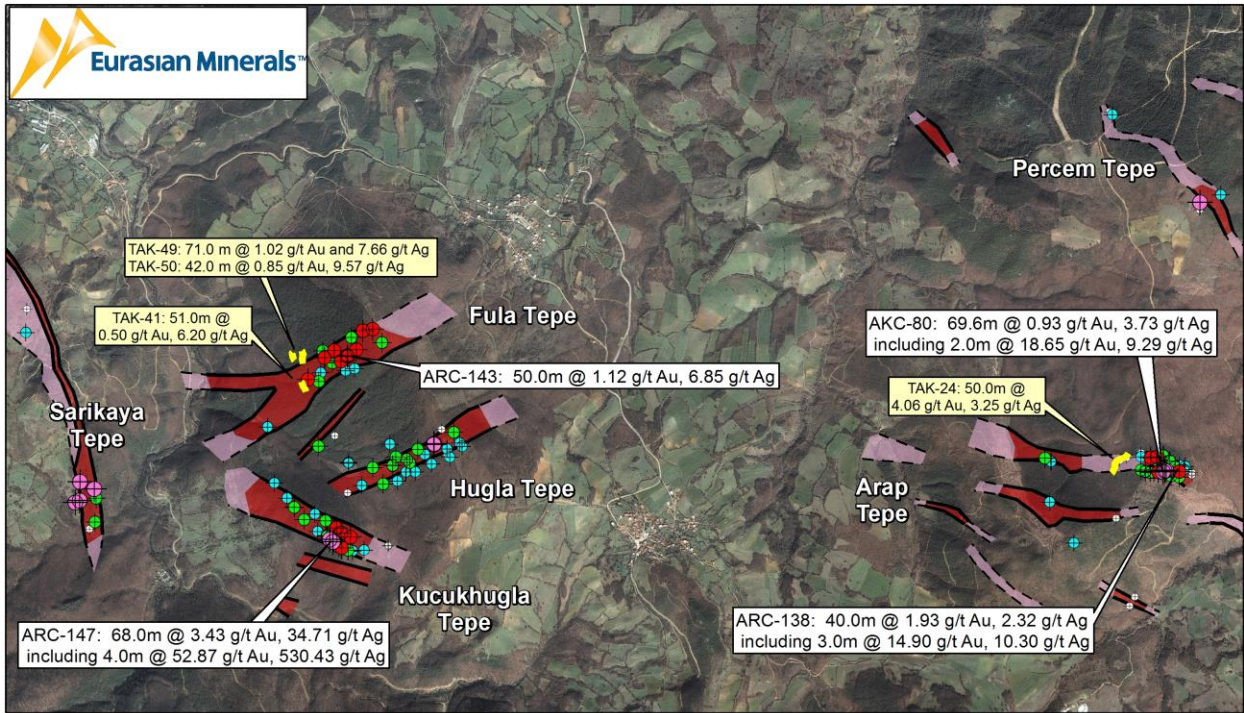 Eurasian Minerals™
Percem Tepe
TAK-49: 71.0 m @ 1.02 g/t Au and 7.66 g/t Ag
TAK-50: 42.0 m @ 0.85 g/t Au, 9.57 g/t Ag
TAK-41: 51.0m @
0.50 g/t Au, 6.20 g/t Ag
Fula Tepe
AKC-80: 69.6m @ 0.93 g/t Au, 3.73 g/t Ag
including 2.0m @ 18.65 g/t Au, 9.29 g/t Ag
ARC-143: 50.0m @ 1.12 g/t Au, 6.85 g/t Ag
TAK-24: 50.0m @
4.06 g/t Au, 3.25 g/t Ag
Sarikaya
Tepe
Hugla Tepe
Arap
Tepe
Kucukhugla
Tepe
ARC-147: 68.0m @ 3.43 g/t Au, 34.71 g/t Ag
including 4.0m @ 52.87 g/t Au, 530.43 g/t Ag
ARC-138: 40.0m @ 1.93 g/t Au, 2.32 g/t Ag
including 3.0m @ 14.90 g/t Au, 10.30 g/t Ag